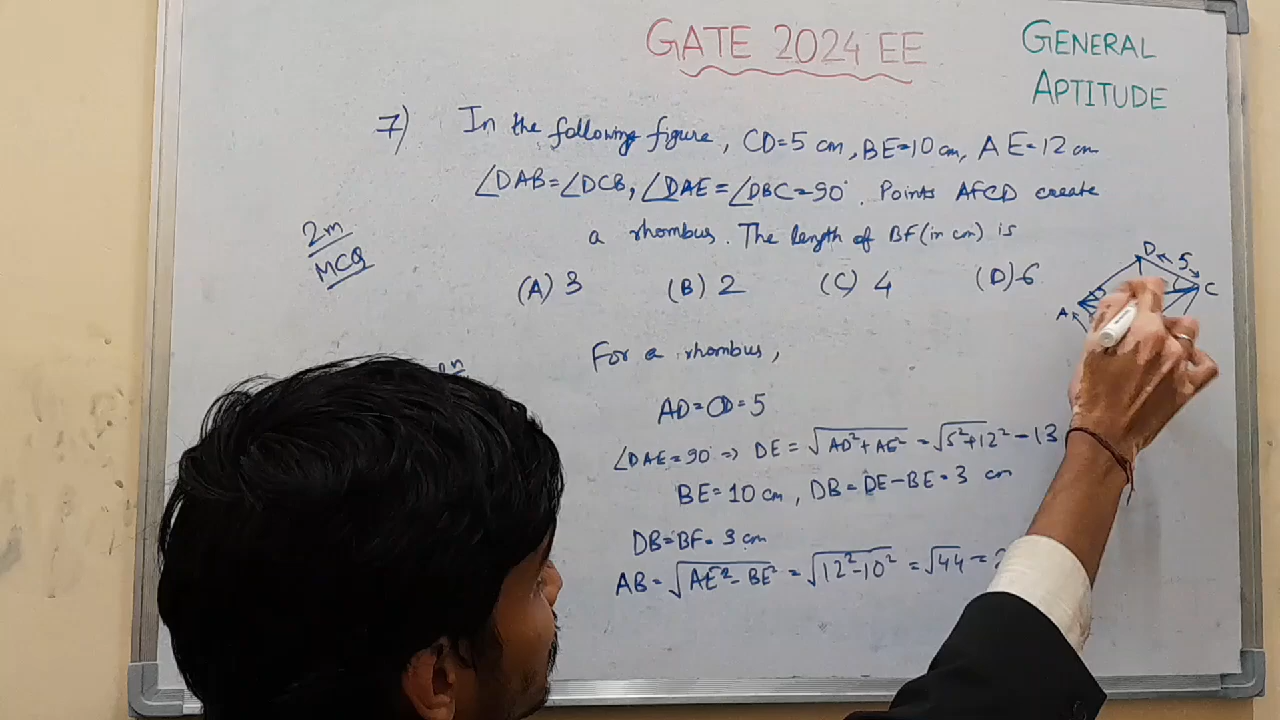 GATE 2024 EE
GENERAL
APTITUDE
7) In the following figure, CD=5 cm, BE=10 cm, AE=12 cm
∠DAB=∠DCB, ∠DAE=∠DBC=90°. Points AFCD create
a rhombus. The length of BF (in cm) is
2m
MCQ
(A) 3 (B) 2 (C) 4 (D) 6
D 5 C
A
For a rhombus,
AD=CD=5
∠DAE=90° => DE = √AD²+AE² = √5²+12² = 13
BE=10 cm, DB=DE-BE=3 cm
DB=BF=3 cm
AB=√AE²-BE² = √12²-10² = √44 =